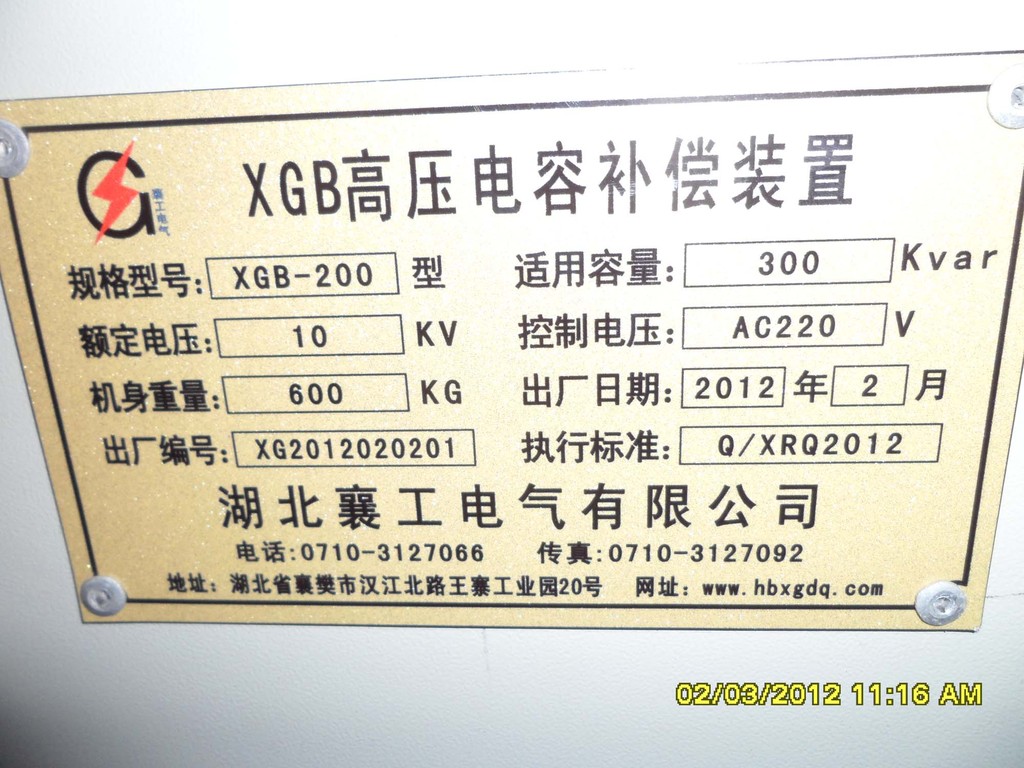 XGB高压电容补偿装置
襄工电气
规格型号: XGB-200 型 适用容量: 300 Kvar
额定电压: 10 KV 控制电压: AC220 V
机身重量: 600 KG 出厂日期: 2012 年 2 月
出厂编号: XG2012020201 执行标准: Q/XRQ2012
湖北襄工电气有限公司
电话:0710-3127066 传真:0710-3127092
地址: 湖北省襄樊市汉江北路王寨工业园20号 网址: www.hbxgdq.com
02/03/2012 11:16 AM